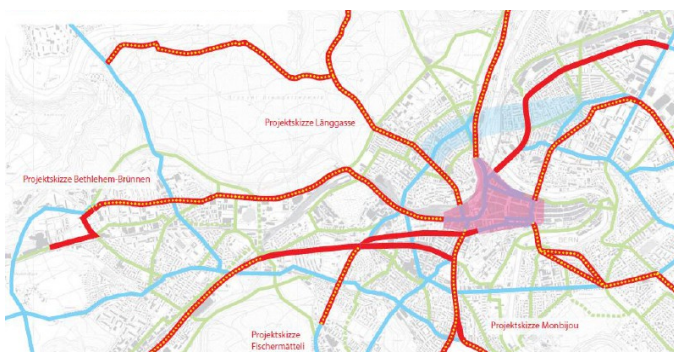 Projektskizze Länggasse
Projektskizze Bethlehem-Brünnen
Projektskizze Monbijou
Projektskizze
Fischermätteli